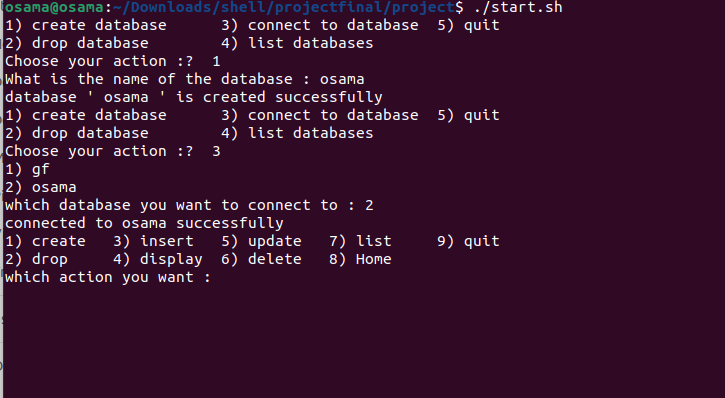 osama@osama:~/Downloads/shell/projectfinal/project$ ./start.sh
1) create database      3) connect to database  5) quit
2) drop database        4) list databases
Choose your action :?  1
What is the name of the database : osama
database ' osama ' is created successfully
1) create database      3) connect to database  5) quit
2) drop database        4) list databases
Choose your action :?  3
1) gf
2) osama
which database you want to connect to : 2
connected to osama successfully
1) create   3) insert   5) update   7) list     9) quit
2) drop     4) display  6) delete   8) Home
which action you want :